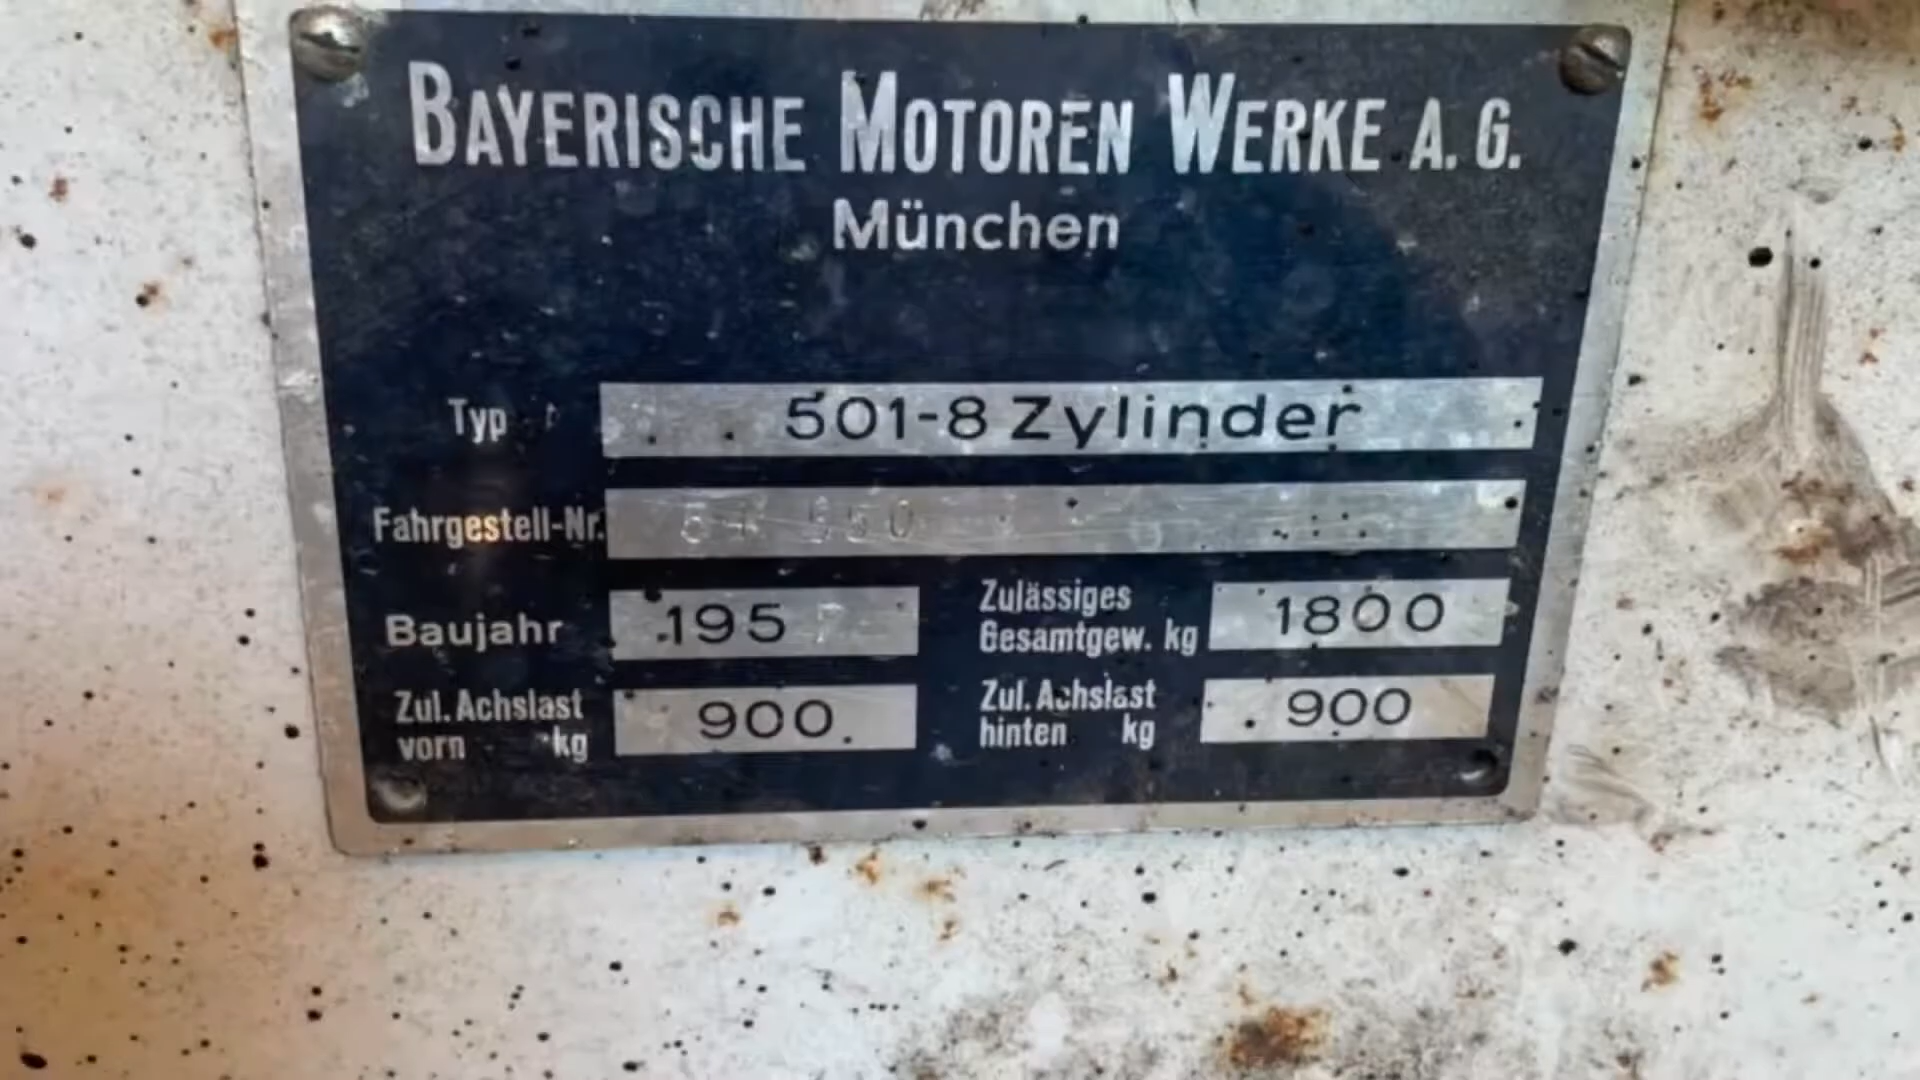 BAYERISCHE MOTOREN WERKE A. G.
München
Typ 501-8 Zylinder
Fahrgestell-Nr.
Baujahr 195
Zulässiges Gesamtgew. kg 1800
Zul. Achslast vorn kg 900
Zul. Achslast hinten kg 900